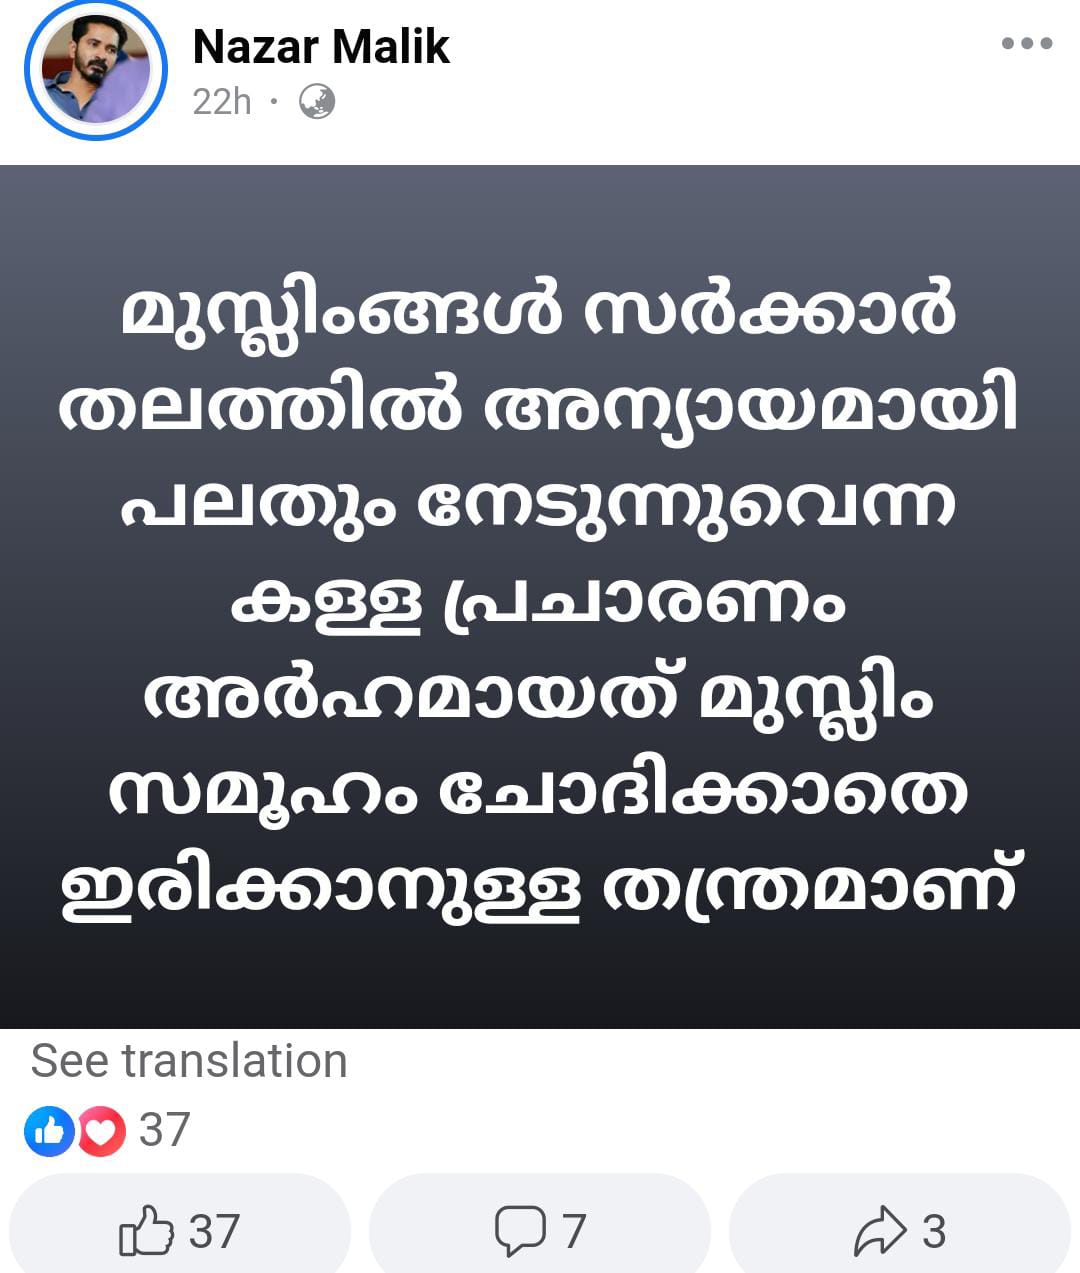 Nazar Malik
22h ·
മുസ്ലിംങ്ങൾ സർക്കാർ
തലത്തിൽ അന്യായമായി
പലതും നേടുന്നുവെന്ന
കള്ള പ്രചാരണം
അർഹമായത് മുസ്ലിം
സമൂഹം ചോദിക്കാതെ
ഇരിക്കാനുള്ള തന്ത്രമാണ്
See translation
37
37 7 3